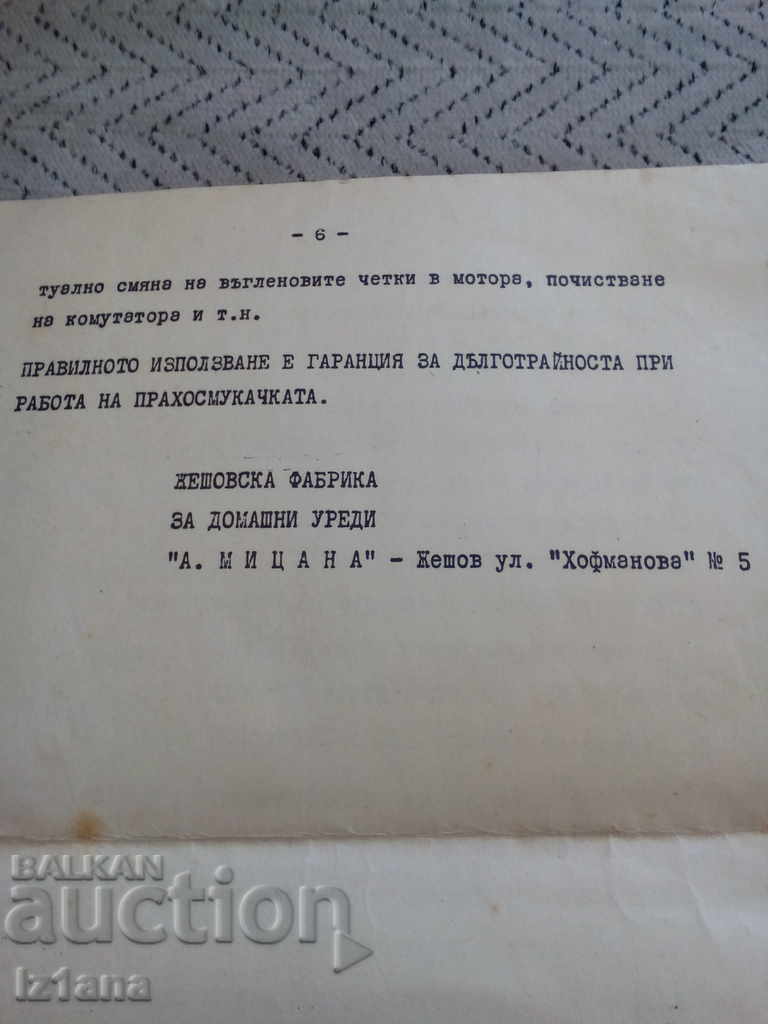 - 6 -
туално смяна на въгленовите четки в мотора, почистване
на комутатора и т.н.
ПРАВИЛНОТО ИЗПОЛЗВАНЕ Е ГАРАНЦИЯ ЗА ДЪЛГОТРАЙНОСТА ПРИ
РАБОТА НА ПРАХОСМУКАЧКАТА.
ЖЕШОВСКА ФАБРИКА
ЗА ДОМАШНИ УРЕДИ
"А. М И Ц А Н А" - Жешов ул. "Хофманова" № 5
BALKAN
auction
iz1ana